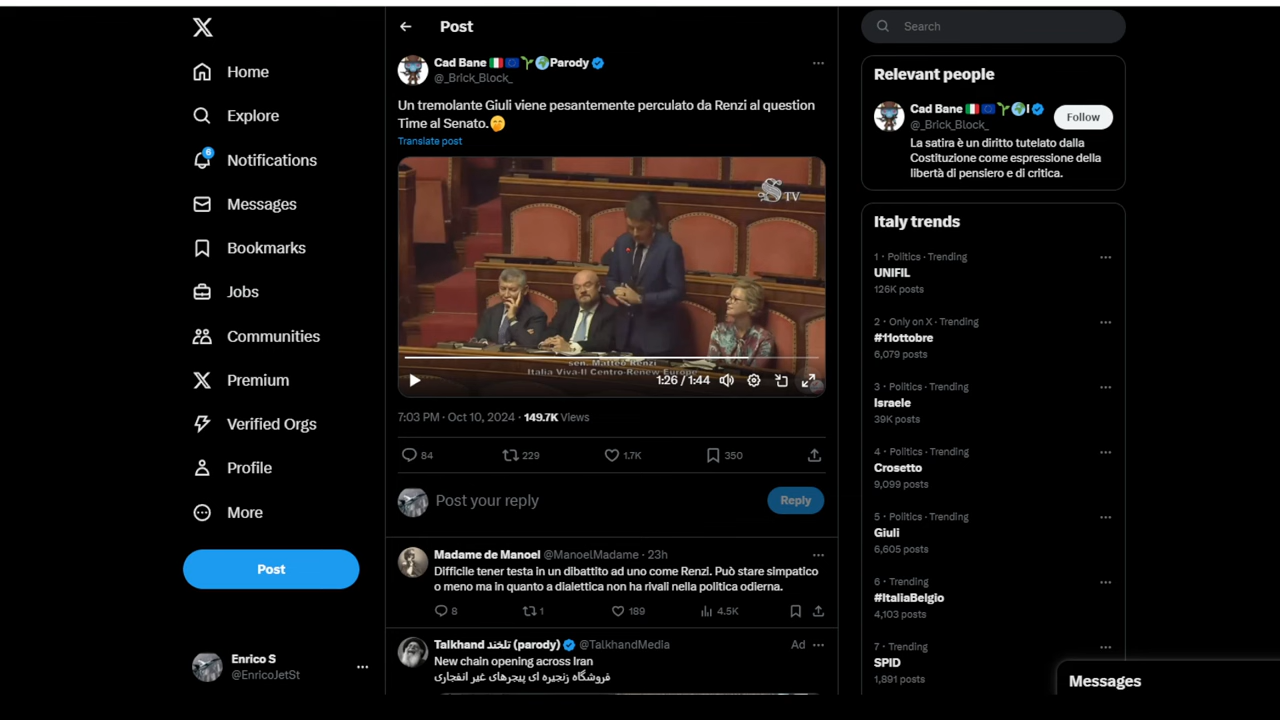 Home
Explore
6
Notifications
Messages
Bookmarks
Jobs
Communities
Premium
Verified Orgs
Profile
More
Post
Enrico S
@EnricoJetSt
Post
Cad Bane 🇮🇹🇪🇺🌱🌍Parody
@_Br1ck_Block_
Un tremolante Giuli viene pesantemente perculato da Renzi al question
Time al Senato.🤭
Translate post
S TV
sen. Matteo Renzi
Italia Viva-Il Centro-Renew Europe
1:26 / 1:44
7:03 PM · Oct 10, 2024 · 149.7K Views
84 229 1.7K 350
Post your reply
Reply
Madame de Manoel @ManoelMadame · 23h
Difficile tener testa in un dibattito ad uno come Renzi. Può stare simpatico
o meno ma in quanto a dialettica non ha rivali nella politica odierna.
8 1 189 4.5K
Talkhand تلخند (parody) @TalkhandMedia Ad
New chain opening across Iran
فروشگاه زنجیره ای پیجرهای غیر انفجاری
Search
Relevant people
Cad Bane 🇮🇹🇪🇺🌱🌍
@_Br1ck_Block_
Follow
La satira è un diritto tutelato dalla
Costituzione come espressione della
libertà di pensiero e di critica.
Italy trends
1 · Politics · Trending
UNIFIL
126K posts
2 · Only on X · Trending
#11ottobre
6,079 posts
3 · Politics · Trending
Israele
39K posts
4 · Politics · Trending
Crosetto
9,099 posts
5 · Politics · Trending
Giuli
6,605 posts
6 · Trending
#ItaliaBelgio
4,103 posts
7 · Trending
SPID
1,891 posts
Messages